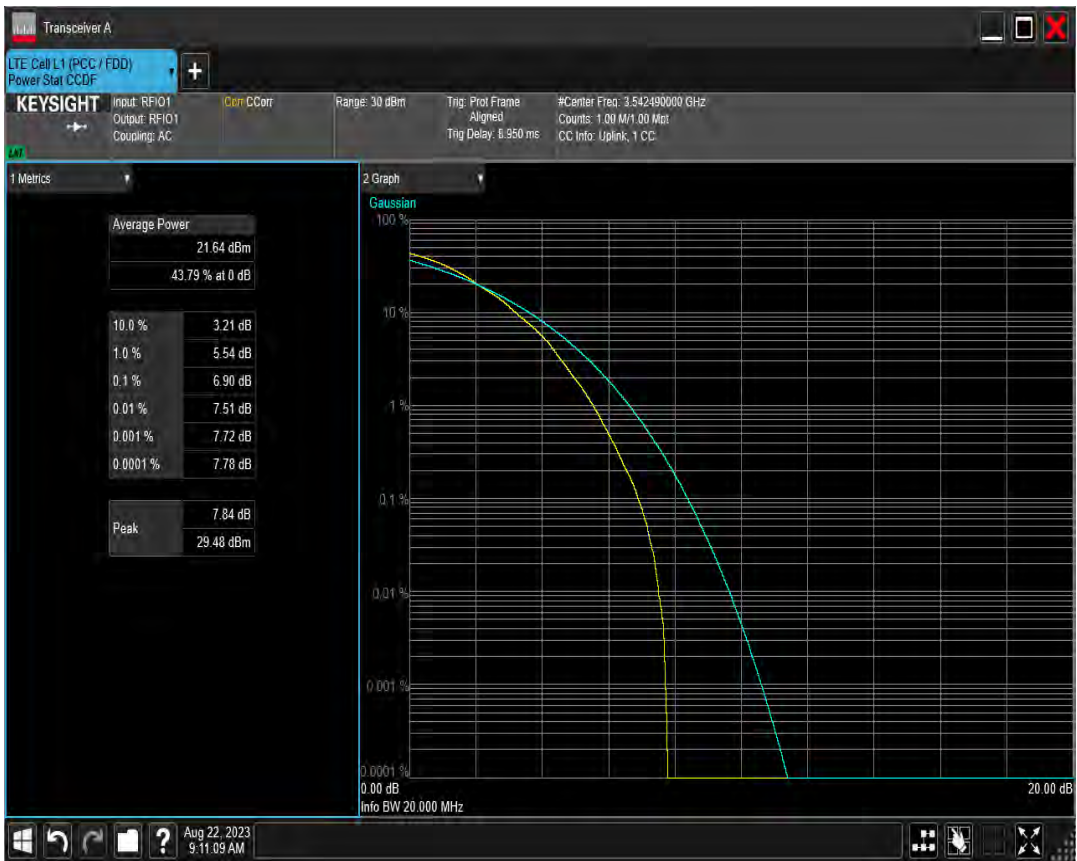 Transceiver A
LTE Cell L1 (PCC / FDD)
Power Stat CCDF
+
KEYSIGHT
Input: RFIO1
Output: RFIO1
Coupling: AC
Corr CCorr
Range: 30 dBm
Trig: Prot Frame
Aligned
Trig Delay: 8.950 ms
#Center Freq: 3.542490000 GHz
Counts: 1.00 M/1.00 Mpt
CC Info: Uplink, 1 CC
1 Metrics
Average Power
21.64 dBm
43.79 % at 0 dB
10.0 % 3.21 dB
1.0 % 5.54 dB
0.1 % 6.90 dB
0.01 % 7.51 dB
0.001 % 7.72 dB
0.0001 % 7.78 dB
Peak
7.84 dB
29.48 dBm
2 Graph
Gaussian
100 %
10 %
1 %
0.1 %
0.01 %
0.001 %
0.0001 %
0.00 dB
20.00 dB
Info BW 20.000 MHz
?
Aug 22, 2023
9:11:09 AM